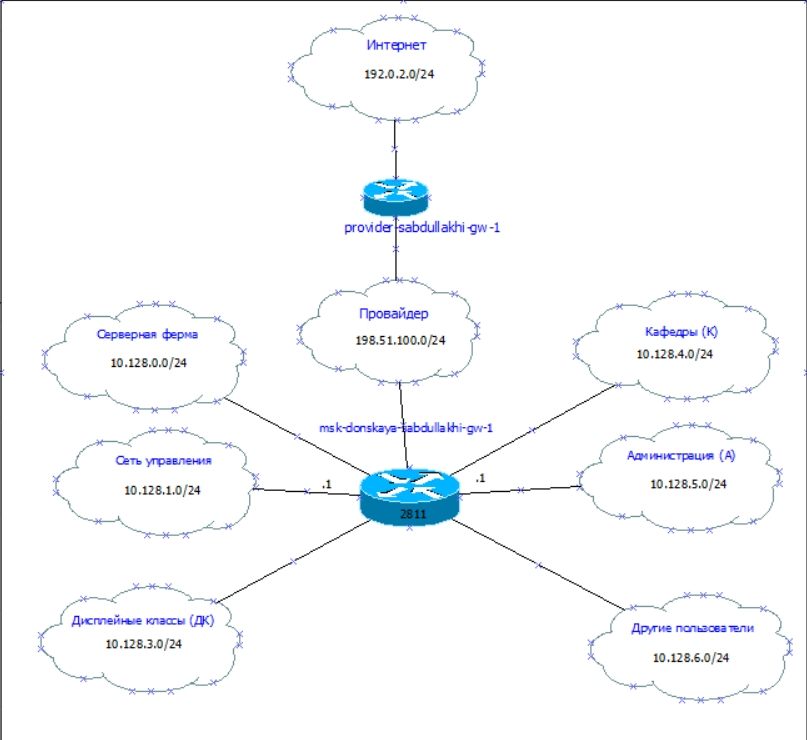 Интернет
192.0.2.0/24
provider-sabdullakhi-gw-1
Провайдер
198.51.100.0/24
Серверная ферма
10.128.0.0/24
Кафедры (К)
10.128.4.0/24
msk-donskaya-sabdullakhi-gw-1
Сеть управления
10.128.1.0/24
.1
.1
Администрация (А)
10.128.5.0/24
2811
Дисплейные классы (ДК)
10.128.3.0/24
Другие пользователи
10.128.6.0/24